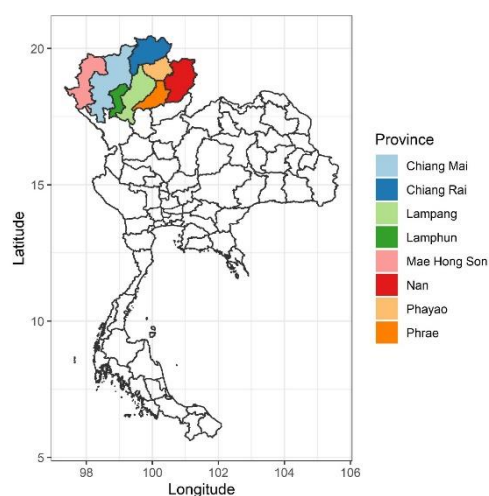 20
15
10
5
Latitude
98
100
102
104
106
Longitude
Province
Chiang Mai
Chiang Rai
Lampang
Lamphun
Mae Hong Son
Nan
Phayao
Phrae